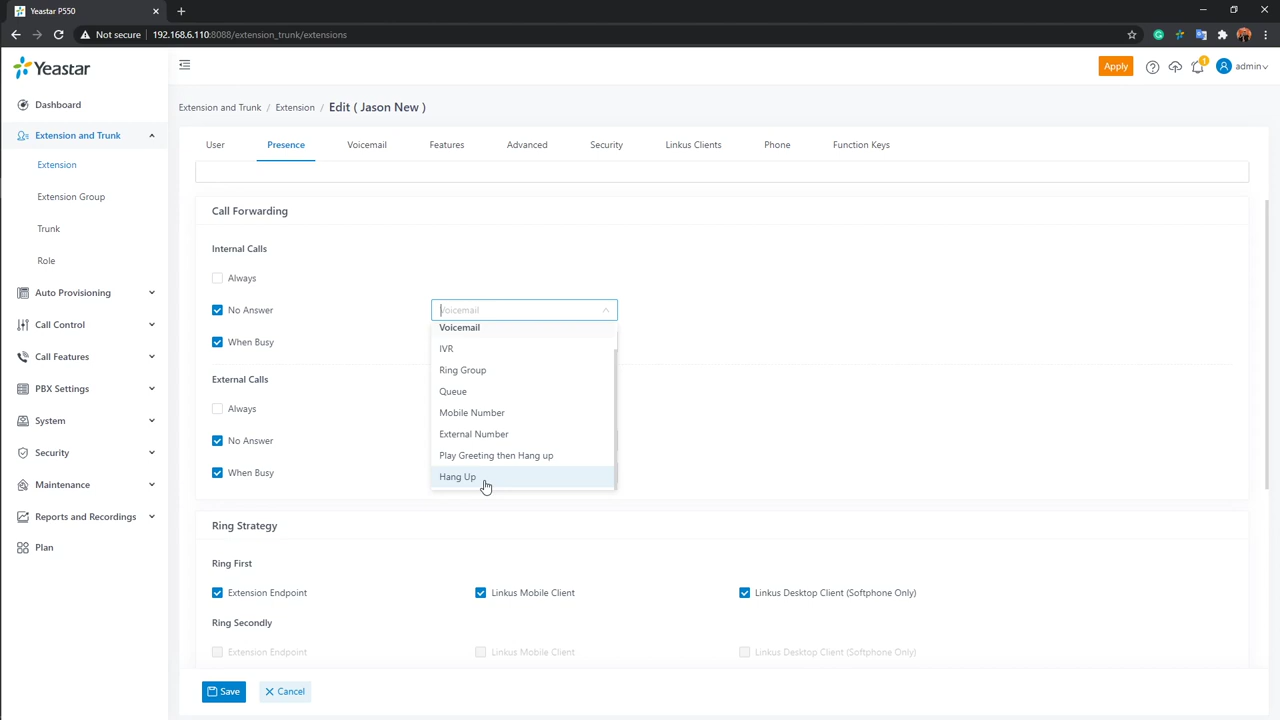 Yeastar P550
Not secure 192.168.6.110:8088/extension_trunk/extensions
Yeastar
Apply
1
admin
Dashboard
Extension and Trunk
Extension
Extension Group
Trunk
Role
Auto Provisioning
Call Control
Call Features
PBX Settings
System
Security
Maintenance
Reports and Recordings
Plan
Extension and Trunk / Extension / Edit ( Jason New )
User Presence Voicemail Features Advanced Security Linkus Clients Phone Function Keys
Call Forwarding
Internal Calls
Always
No Answer
Voicemail
When Busy
Voicemail
IVR
Ring Group
Queue
Mobile Number
External Number
Play Greeting then Hang up
Hang Up
External Calls
Always
No Answer
When Busy
Ring Strategy
Ring First
Extension Endpoint Linkus Mobile Client Linkus Desktop Client (Softphone Only)
Ring Secondly
Extension Endpoint Linkus Mobile Client Linkus Desktop Client (Softphone Only)
Save Cancel